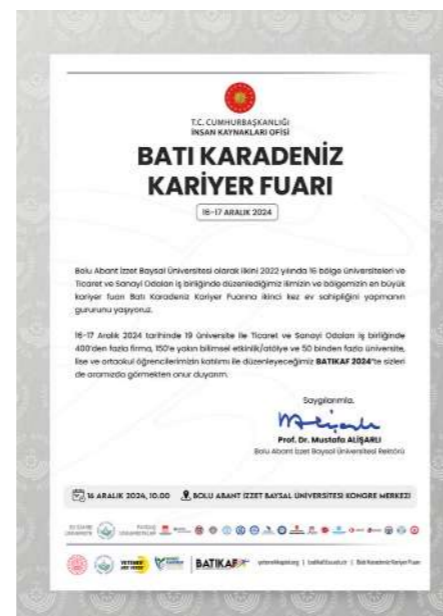 T.C. CUMHURBAŞKANLIĞI
İNSAN KAYNAKLARI OFİSİ
BATI KARADENİZ
KARİYER FUARI
16-17 ARALIK 2024
Bolu Abant İzzet Baysal Üniversitesi olarak ilkini 2022 yılında 16 bölge üniversiteleri ve
Ticaret ve Sanayi Odaları iş birliğinde düzenlediğimiz ilimizin ve bölgemizin en büyük
kariyer fuarı Batı Karadeniz Kariyer Fuarına ikinci kez ev sahipliğini yapmanın
gururunu yaşıyoruz.
16-17 Aralık 2024 tarihinde 19 üniversite ile Ticaret ve Sanayi Odaları iş birliğinde
400'den fazla firma, 150'e yakın bilimsel etkinlik/atölye ve 50 binden fazla üniversite,
lise ve ortaokul öğrencilerimizin katılımı ile düzenleyeceğimiz BATIKAF 2024'te sizleri
de aramızda görmekten onur duyarım.
Saygılarımla.
Prof. Dr. Mustafa ALİŞARLI
Bolu Abant İzzet Baysal Üniversitesi Rektörü
16 ARALIK 2024, 10.00 BOLU ABANT İZZET BAYSAL ÜNİVERSİTESİ KONGRE MERKEZİ
BATIKAF